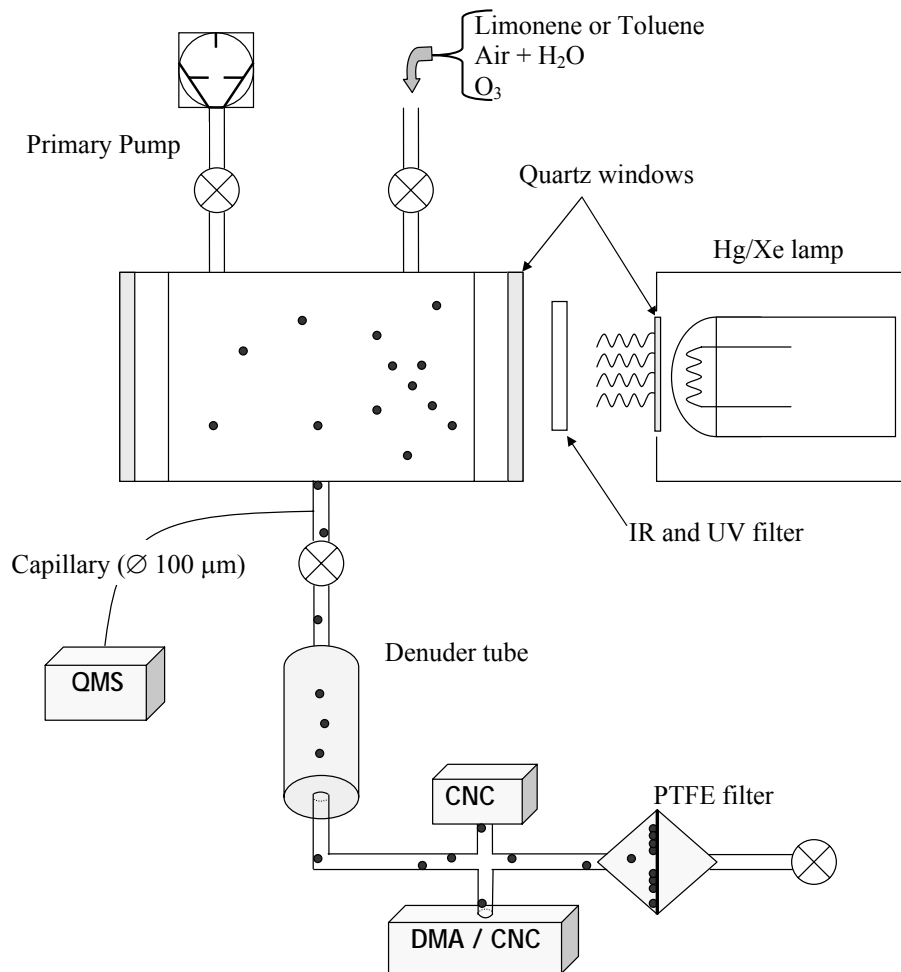 Limonene or Toluene
Air + H₂O
O₃
Primary Pump
Quartz windows
Hg/Xe lamp
IR and UV filter
Capillary (∅ 100 μm)
QMS
Denuder tube
CNC
PTFE filter
DMA / CNC